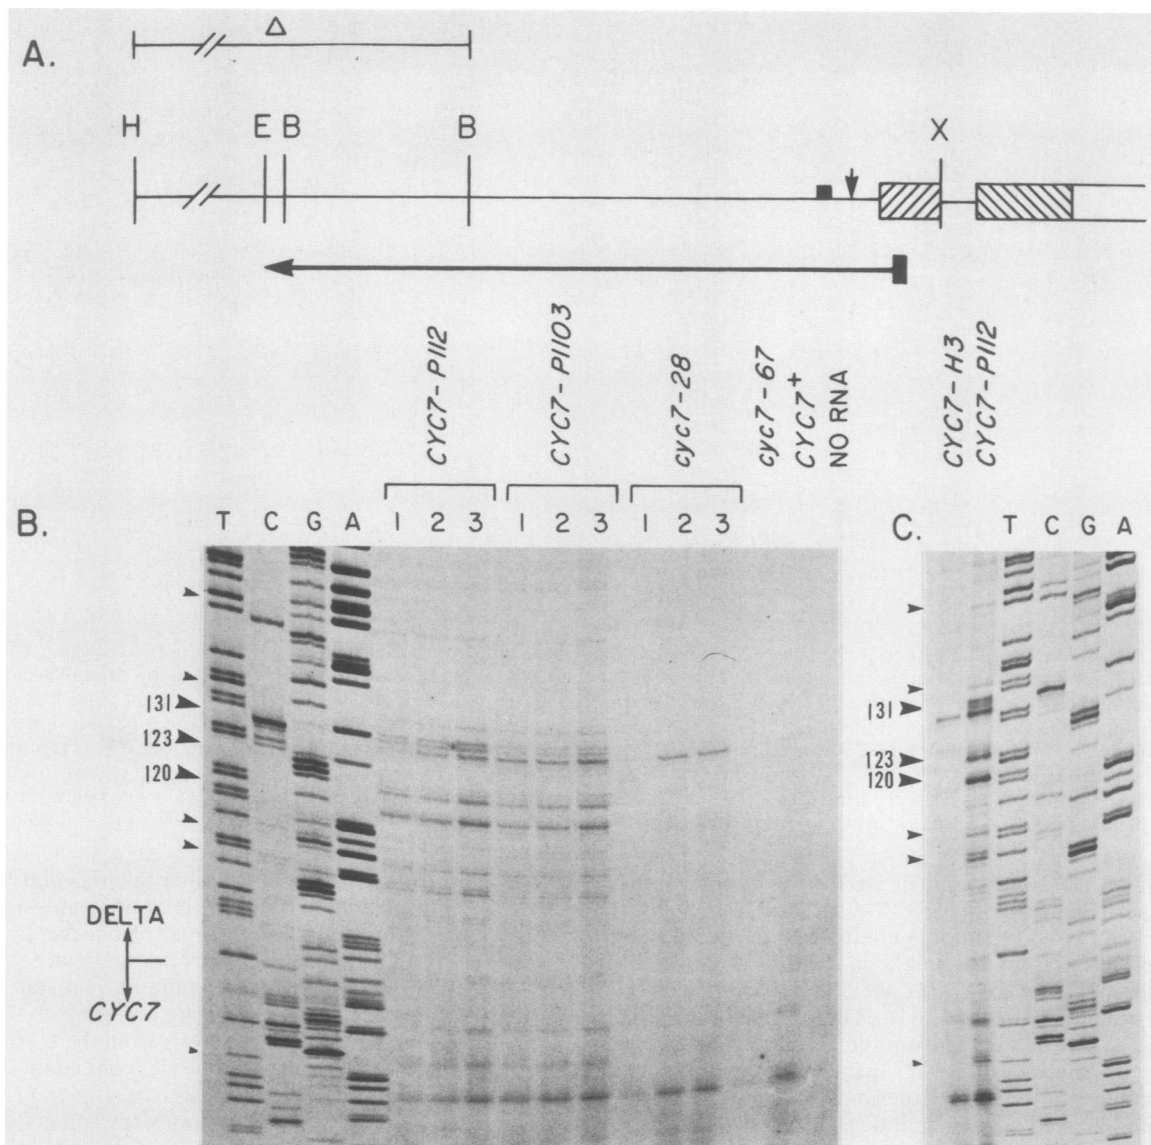 A.
Δ
H E B B X
CYC7-P112
CYC7-P1103
cyc7-28
cyc7-67
CYC7+
NO RNA
CYC7-H3
CYC7-P112
B.
T C G A 1 2 3 1 2 3 1 2 3
131
123
120
DELTA
CYC7
C.
T C G A
131
123
120